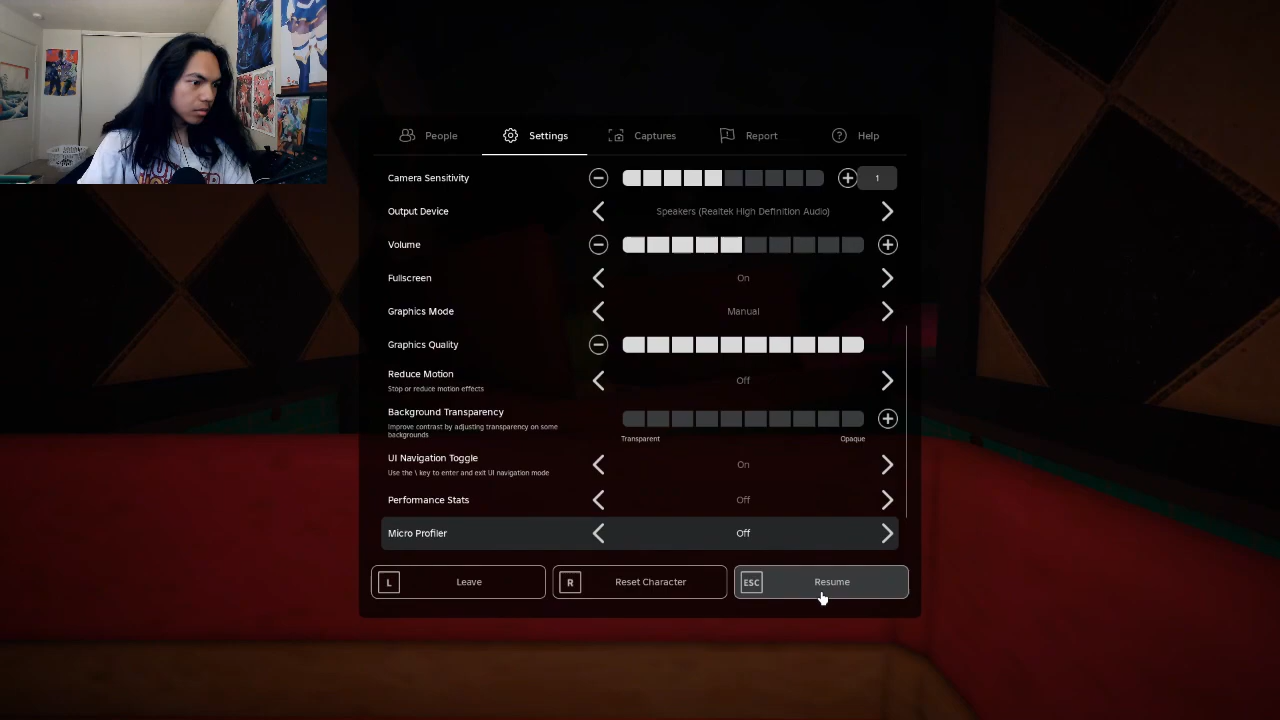 People Settings Captures Report Help
Camera Sensitivity 1
Output Device Speakers (Realtek High Definition Audio)
Volume
Fullscreen On
Graphics Mode Manual
Graphics Quality
Reduce Motion Off
Stop or reduce motion effects
Background Transparency
Improve contrast by adjusting transparency on some
backgrounds
Transparent Opaque
UI Navigation Toggle On
Use the \ key to enter and exit UI navigation mode
Performance Stats Off
Micro Profiler Off
L Leave R Reset Character ESC Resume